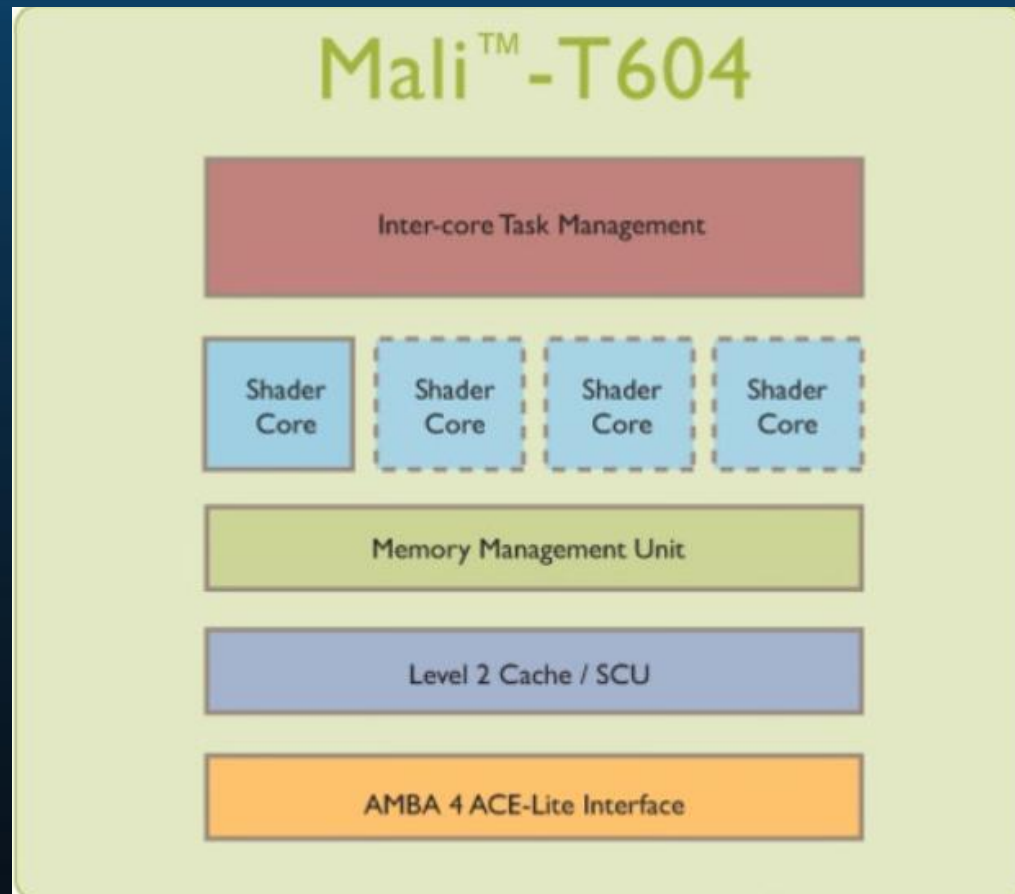 Mali™-T604
Inter-core Task Management
Shader Core
Shader Core
Shader Core
Shader Core
Memory Management Unit
Level 2 Cache / SCU
AMBA 4 ACE-Lite Interface